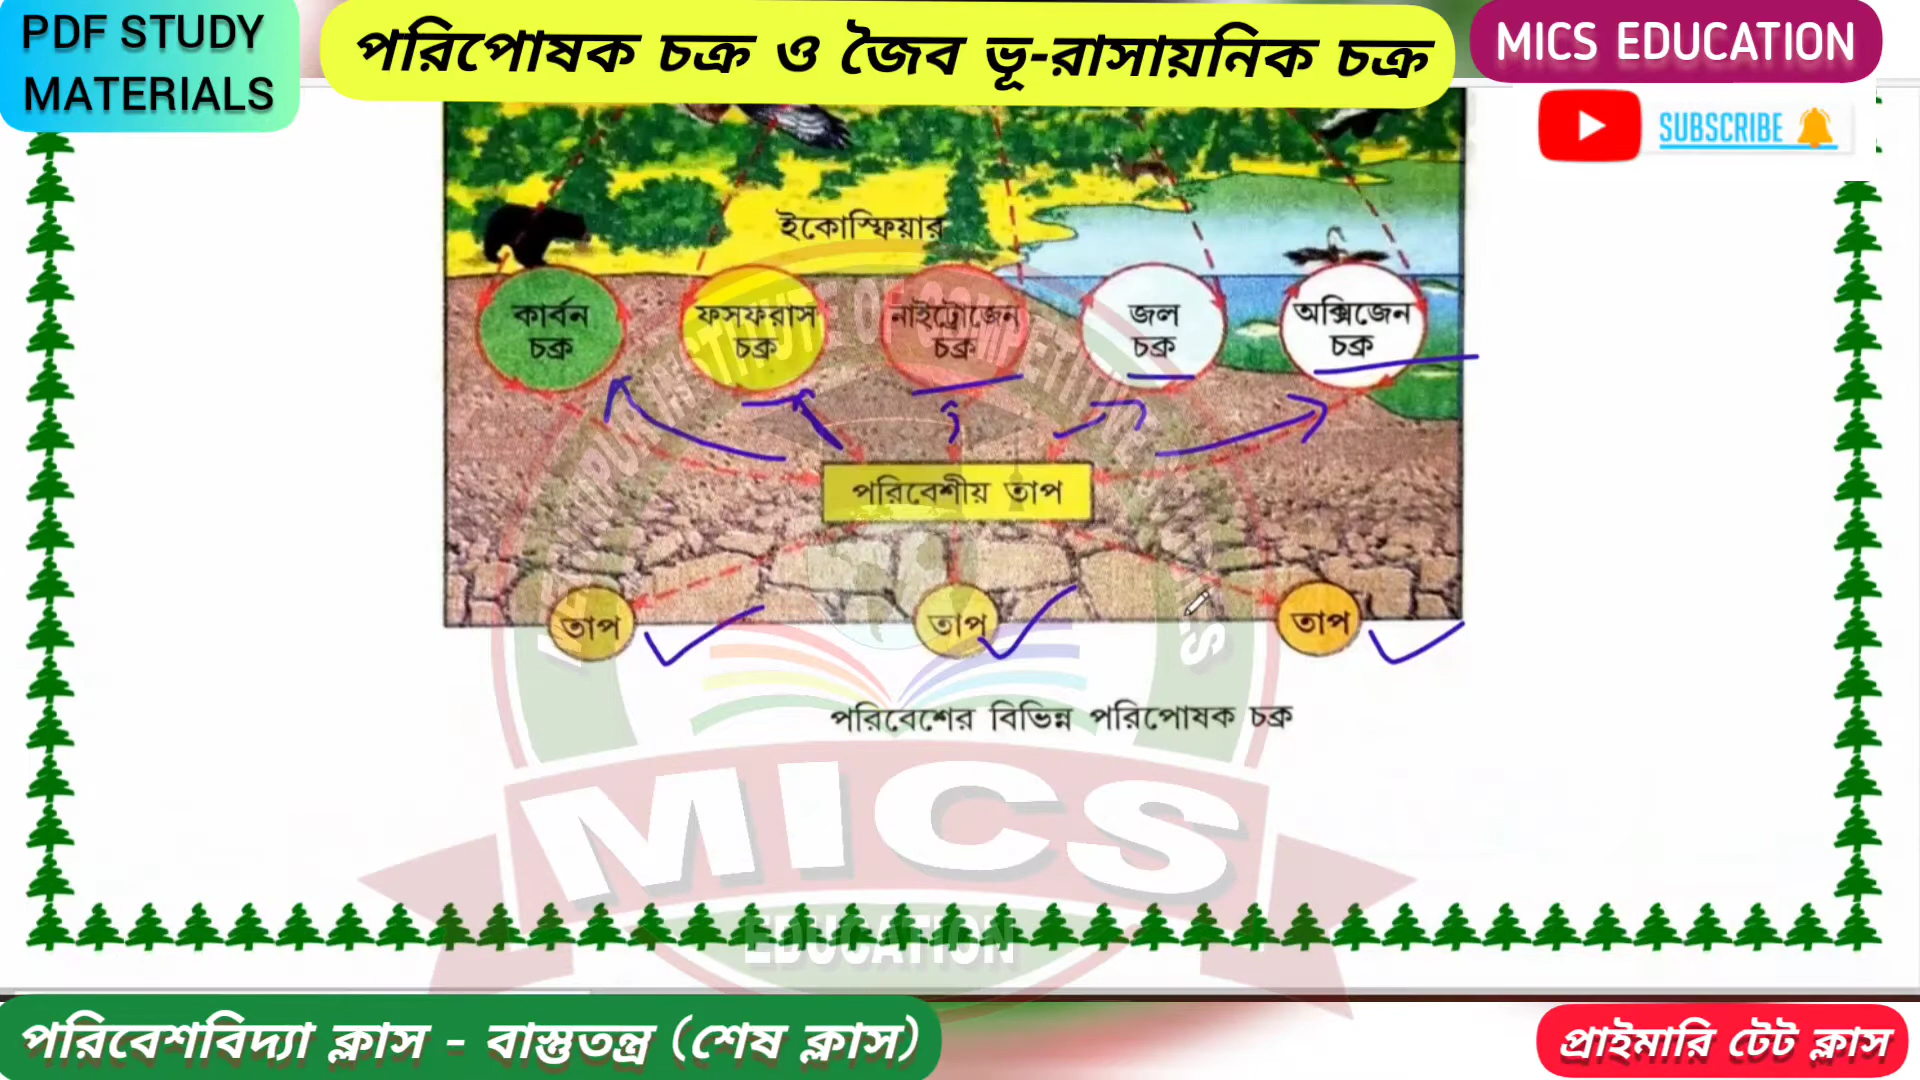 PDF STUDY
MATERIALS
পরিপোষক চক্র ও জৈব ভূ-রাসায়নিক চক্র
MICS EDUCATION
SUBSCRIBE
ইকোস্ফিয়ার
কার্বন
চক্র
ফসফরাস
চক্র
নাইট্রোজেন
চক্র
জল
চক্র
অক্সিজেন
চক্র
পরিবেশীয় তাপ
তাপ
তাপ
তাপ
পরিবেশের বিভিন্ন পরিপোষক চক্র
MICS
EDUCATION
পরিবেশবিদ্যা ক্লাস - বাস্তুতন্ত্র (শেষ ক্লাস)
প্রাইমারি টেট ক্লাস